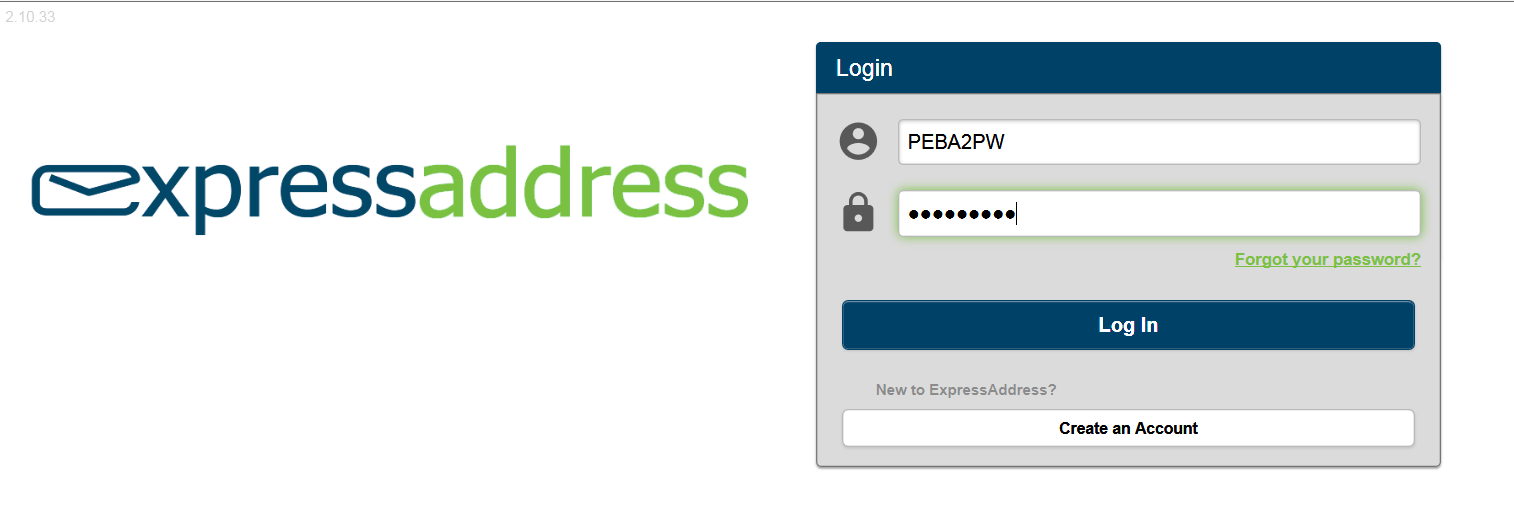 2.10.33
Login
PEBA2PW
expressaddress
●●●●●●●●●
Forgot your password?
Log In
New to ExpressAddress?
Create an Account